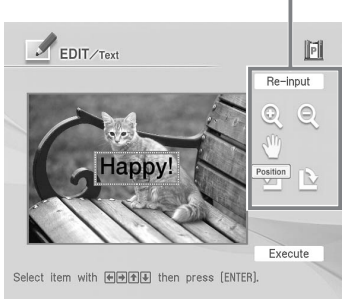 EDIT/Text
P
Re-input
Happy!
Position
Execute
Select item with ←→↑↓ then press [ENTER].